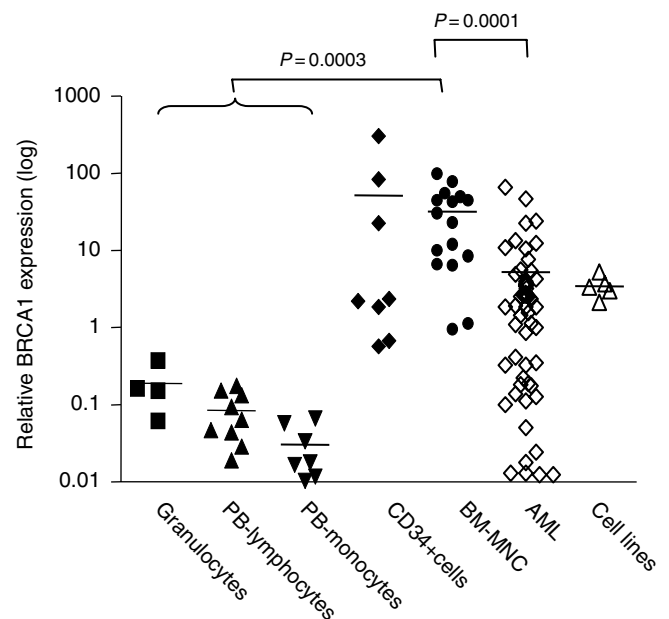 P = 0.0001
P = 0.0003
Relative BRCA1 expression (log)
1000
100
10
1
0.1
0.01
Granulocytes
PB-lymphocytes
PB-monocytes
CD34+cells
BM-MNC
AML
Cell lines